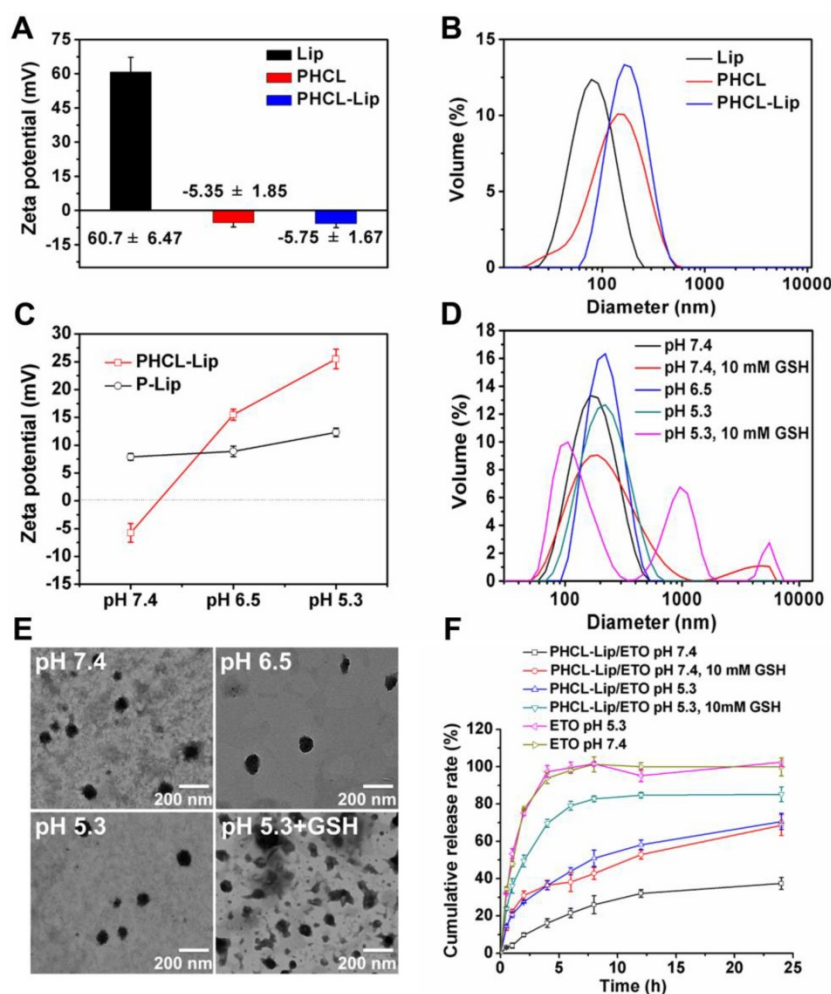 A
Zeta potential (mV)
75
60
45
30
15
0
-15
Lip
PHCL
PHCL-Lip
-5.35 ± 1.85
60.7 ± 6.47
-5.75 ± 1.67
B
Volume (%)
15
10
5
0
Lip
PHCL
PHCL-Lip
100 1000 10000
Diameter (nm)
C
Zeta potential (mV)
30
25
20
15
10
5
0
-5
-10
-15
PHCL-Lip
P-Lip
pH 7.4 pH 6.5 pH 5.3
D
Volume (%)
18
16
14
12
10
8
6
4
2
0
pH 7.4
pH 7.4, 10 mM GSH
pH 6.5
pH 5.3
pH 5.3, 10 mM GSH
100 1000 10000
Diameter (nm)
E
pH 7.4
200 nm
pH 6.5
200 nm
pH 5.3
200 nm
pH 5.3+GSH
200 nm
F
PHCL-Lip/ETO pH 7.4
PHCL-Lip/ETO pH 7.4, 10 mM GSH
PHCL-Lip/ETO pH 5.3
PHCL-Lip/ETO pH 5.3, 10mM GSH
ETO pH 5.3
ETO pH 7.4
Cumulative release rate (%)
120
100
80
60
40
20
0
0 5 10 15 20 25
Time (h)